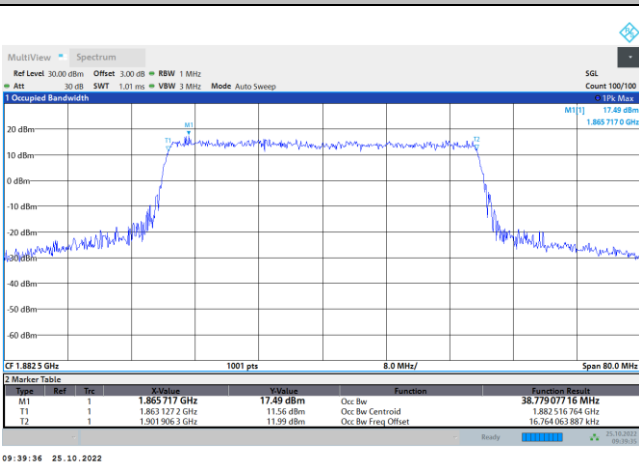 MultiView Spectrum
Ref Level 30.00 dBm Offset 3.00 dB RBW 1 MHz SGL
Att 30 dB SWT 1.01 ms VBW 3 MHz Mode Auto Sweep Count 100/100
1 Occupied Bandwidth 1Pk Max
M1[1] 17.49 dBm
1.865 717 0 GHz
M1
T1
T2
20 dBm
10 dBm
0 dBm
-10 dBm
-20 dBm
-30 dBm
-40 dBm
-50 dBm
-60 dBm
CF 1.882 5 GHz 1001 pts 8.0 MHz/ Span 80.0 MHz
2 Marker Table
Type Ref Trc X-Value Y-Value Function Function Result
M1 1 1.865 717 GHz 17.49 dBm Occ Bw 38.779 077 16 MHz
T1 1 1.863 127 2 GHz 11.56 dBm Occ Bw Centroid 1.882 516 764 GHz
T2 1 1.901 906 3 GHz 11.99 dBm Occ Bw Freq Offset 16.764 063 887 kHz
Ready 25.10.2022
09:39:35
09:39:36 25.10.2022